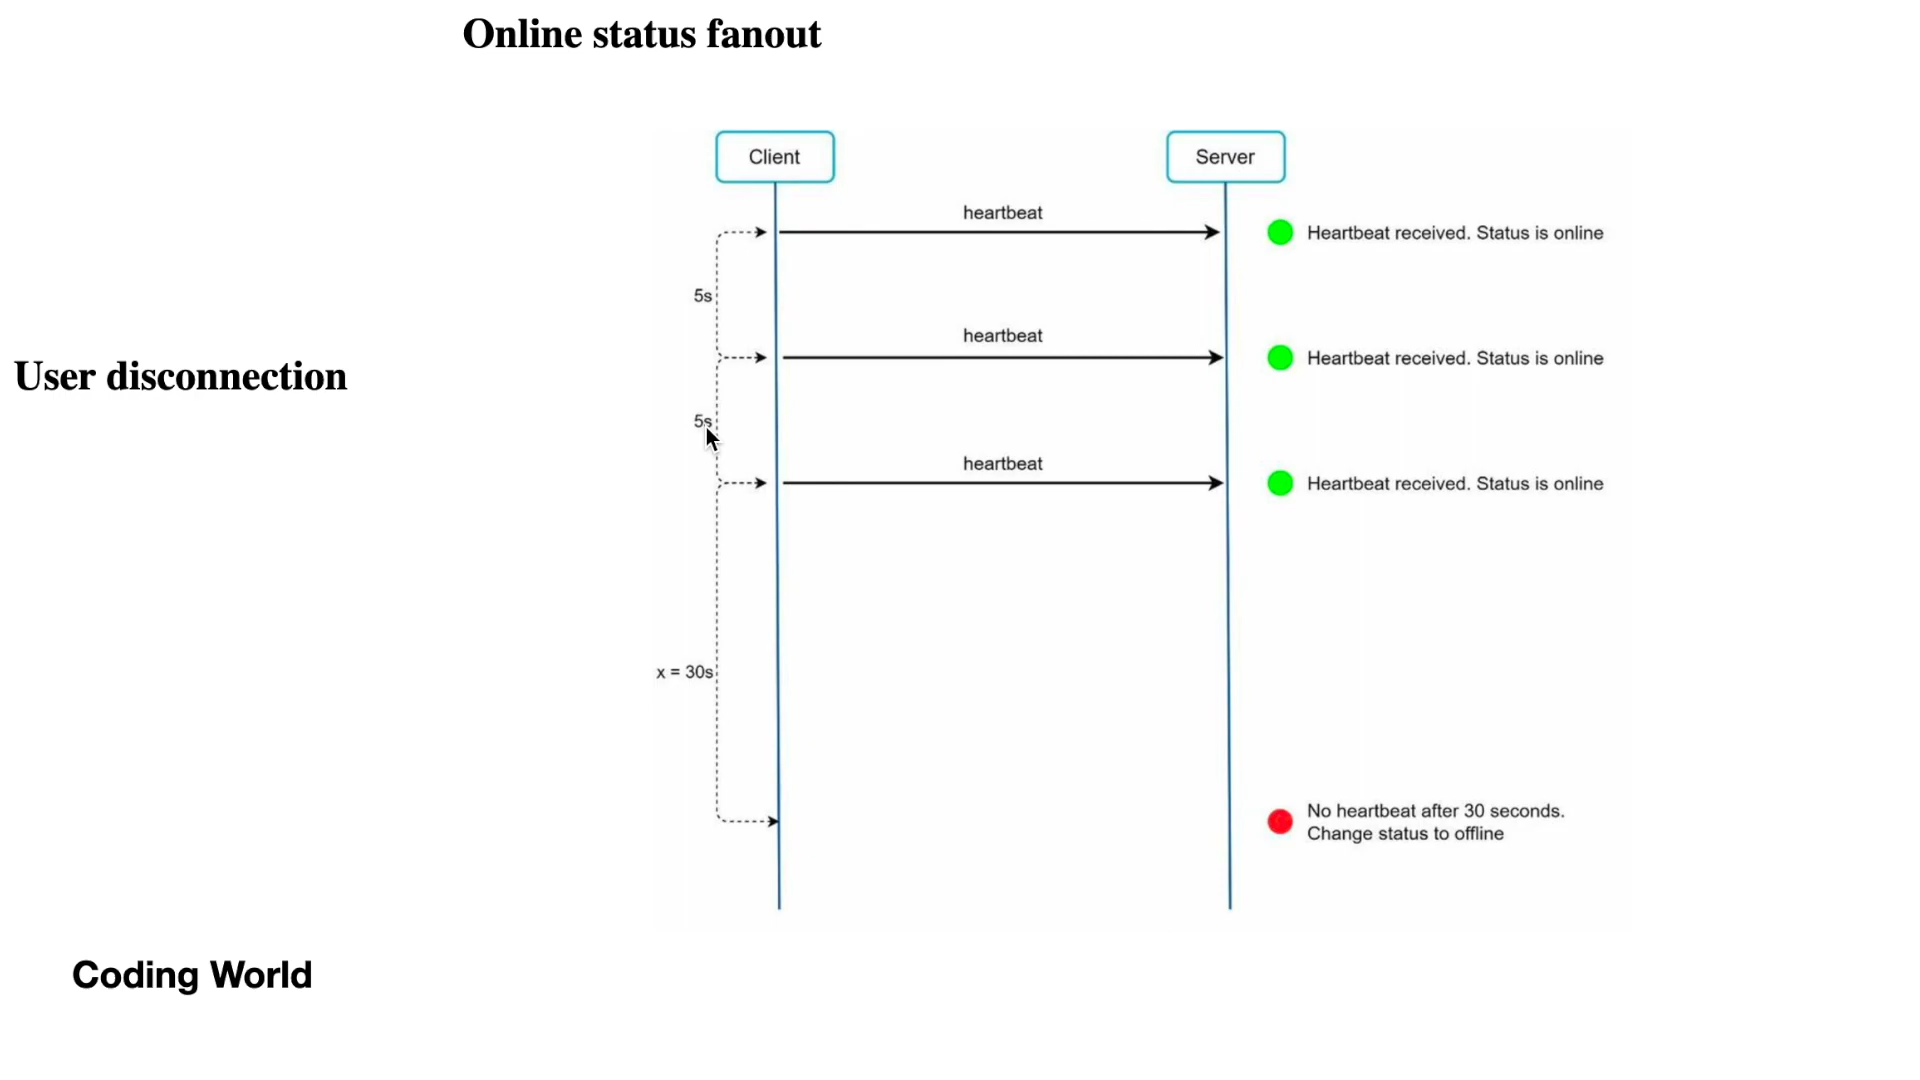 Online status fanout
Client
Server
heartbeat
Heartbeat received. Status is online
5s
heartbeat
Heartbeat received. Status is online
User disconnection
5s
heartbeat
Heartbeat received. Status is online
x = 30s
No heartbeat after 30 seconds.
Change status to offline
Coding World